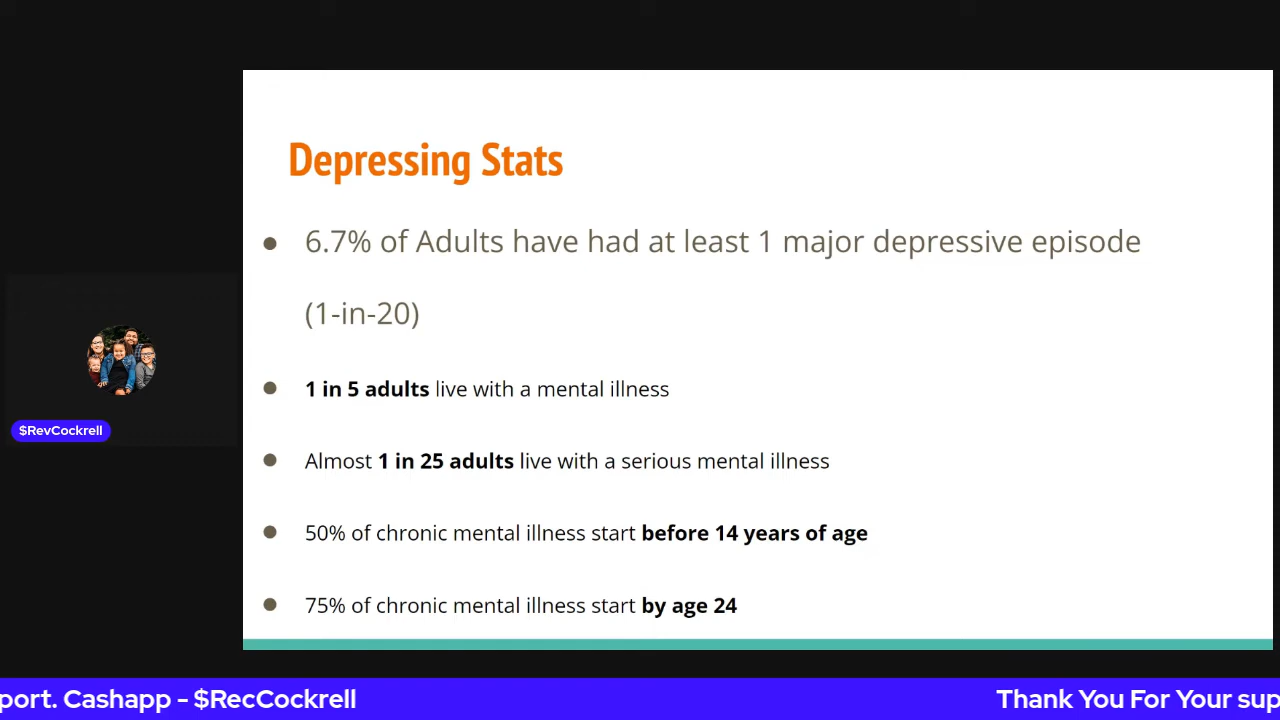 Depressing Stats
● 6.7% of Adults have had at least 1 major depressive episode
(1-in-20)
● 1 in 5 adults live with a mental illness
● Almost 1 in 25 adults live with a serious mental illness
● 50% of chronic mental illness start before 14 years of age
● 75% of chronic mental illness start by age 24
$RevCockrell
port. Cashapp - $RecCockrell
Thank You For Your sup